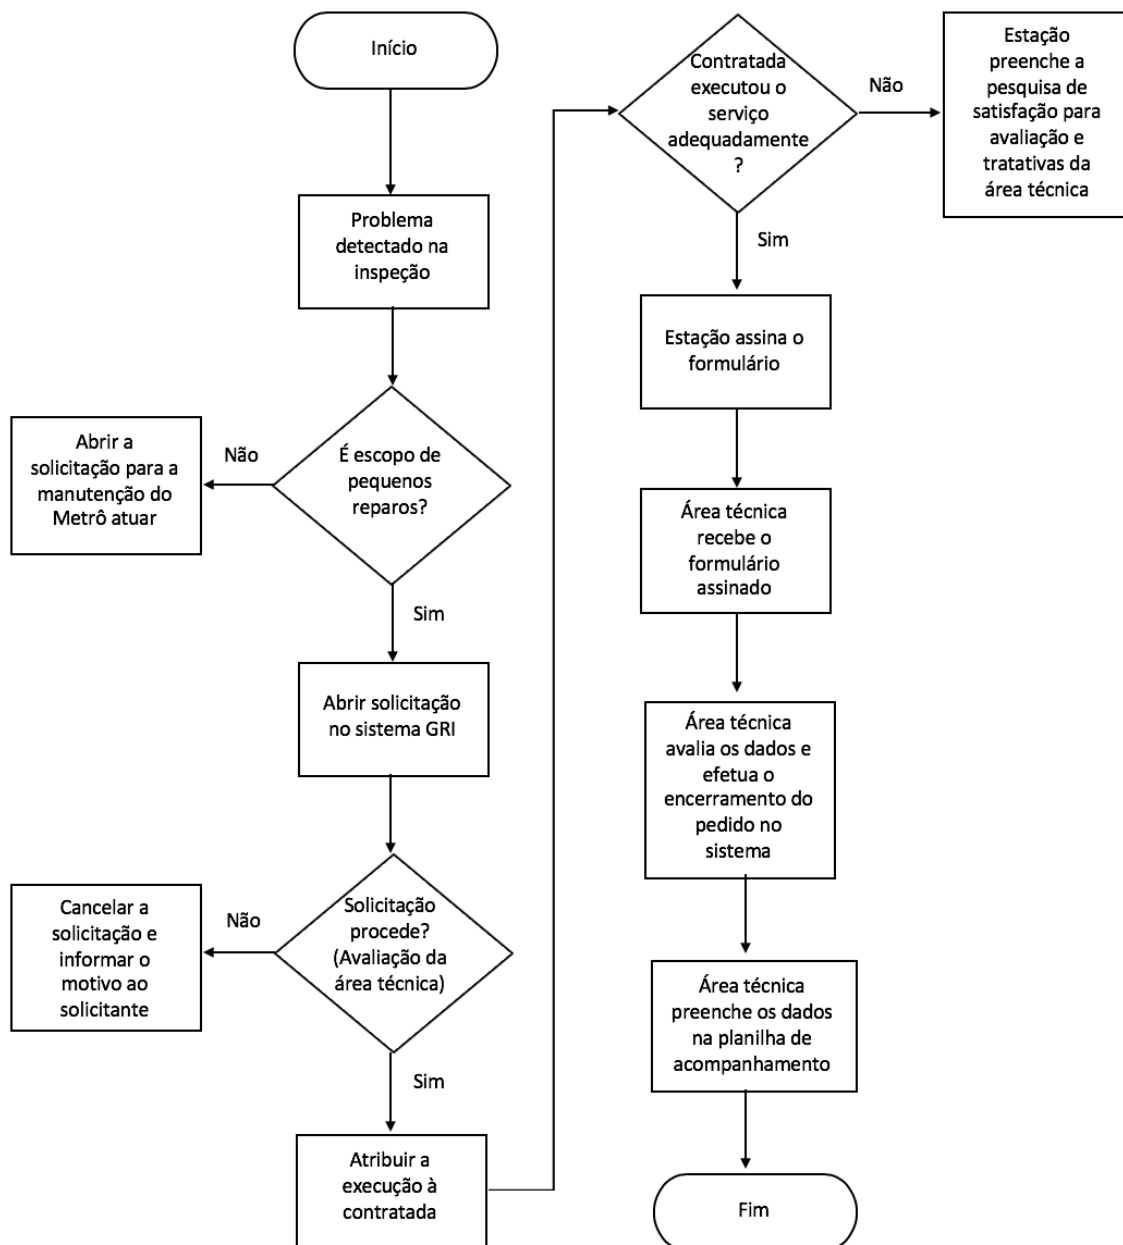 Início
Problema
detectado na
inspeção
É escopo de
pequenos
reparos?
Não
Abrir a
solicitação para a
manutenção do
Metrô atuar
Sim
Abrir solicitação
no sistema GRI
Solicitação
procede?
(Avaliação da
área técnica)
Não
Cancelar a
solicitação e
informar o
motivo ao
solicitante
Sim
Atribuir a
execução à
contratada
Contratada
executou o
serviço
adequadamente
?
Não
Estação
preenche a
pesquisa de
satisfação para
avaliação e
tratativas da
área técnica
Sim
Estação assina o
formulário
Área técnica
recebe o
formulário
assinado
Área técnica
avalia os dados e
efetua o
encerramento do
pedido no
sistema
Área técnica
preenche os dados
na planilha de
acompanhamento
Fim